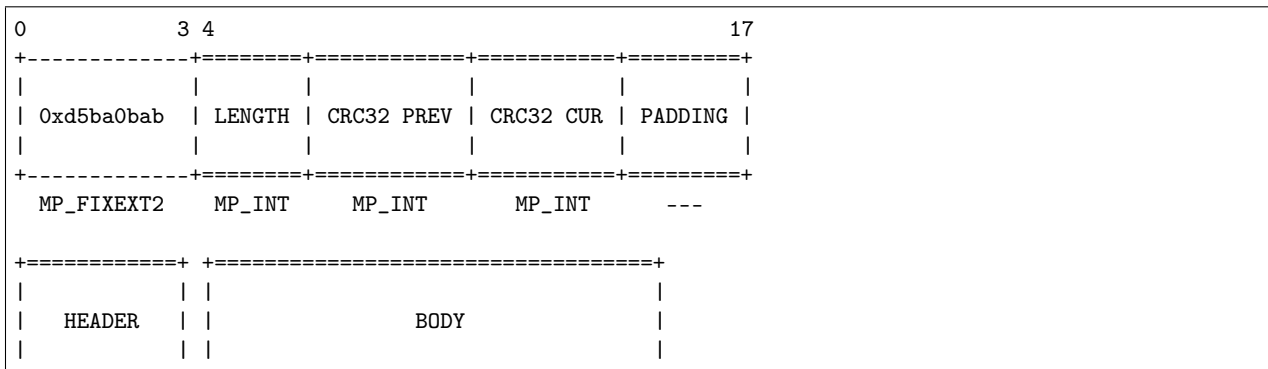 0             3 4                                         17
+-------------+========+============+===========+=========+
|             |        |            |           |         |
| 0xd5ba0bab  | LENGTH | CRC32 PREV | CRC32 CUR | PADDING |
|             |        |            |           |         |
+-------------+========+============+===========+=========+
  MP_FIXEXT2    MP_INT     MP_INT       MP_INT      ---
+============+ +===================================+
|            | |                                   |
|   HEADER   | |                BODY               |
|            | |                                   |